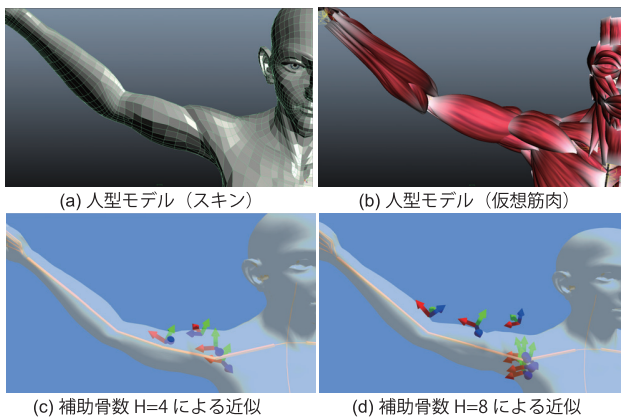 (a) 人型モデル（スキン）
(b) 人型モデル（仮想筋肉）
(c) 補助骨数 H=4 による近似
(d) 補助骨数 H=8 による近似